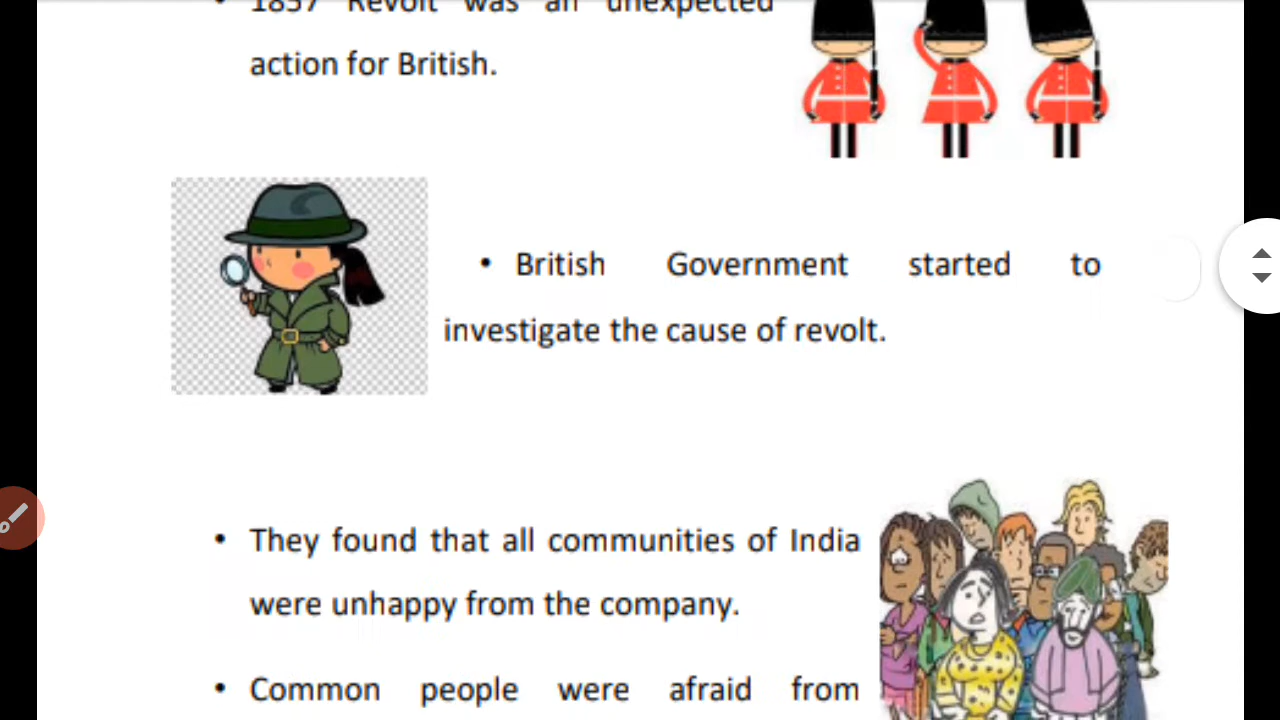 • 1857 Revolt was an unexpected
action for British.
• British Government started to
investigate the cause of revolt.
• They found that all communities of India
were unhappy from the company.
• Common people were afraid from